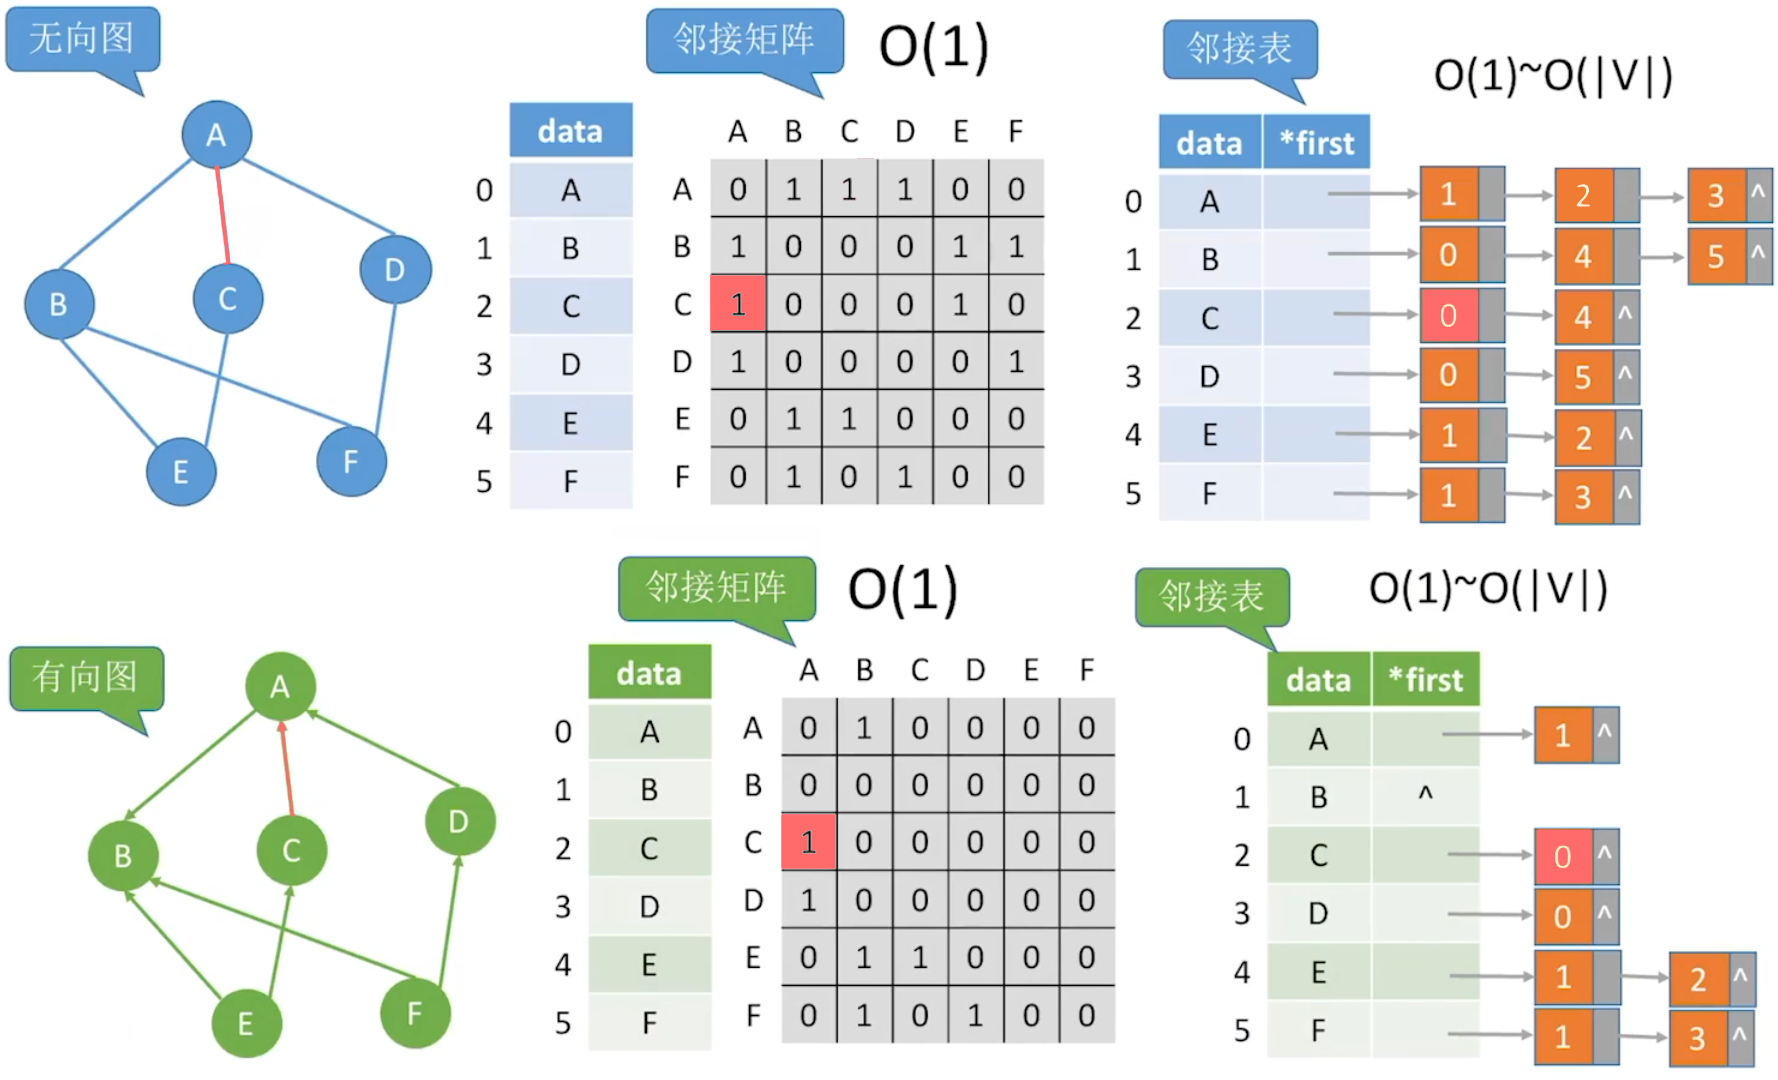 无向图
邻接矩阵 O(1)
邻接表 O(1)~O(|V|)
A
B C D
E F
data
0 A
1 B
2 C
3 D
4 E
5 F
A B C D E F
A 0 1 1 1 0 0
B 1 0 0 0 1 1
C 1 0 0 0 1 0
D 1 0 0 0 0 1
E 0 1 1 0 0 0
F 0 1 0 1 0 0
data *first
0 A 1 2 3 ^
1 B 0 4 5 ^
2 C 0 4 ^
3 D 0 5 ^
4 E 1 2 ^
5 F 1 3 ^
有向图
邻接矩阵 O(1)
邻接表 O(1)~O(|V|)
A
B C D
E F
data
0 A
1 B
2 C
3 D
4 E
5 F
A B C D E F
A 0 1 0 0 0 0
B 0 0 0 0 0 0
C 1 0 0 0 0 0
D 1 0 0 0 0 0
E 0 1 1 0 0 0
F 0 1 0 1 0 0
data *first
0 A 1 ^
1 B ^
2 C 0 ^
3 D 0 ^
4 E 1 2 ^
5 F 1 3 ^